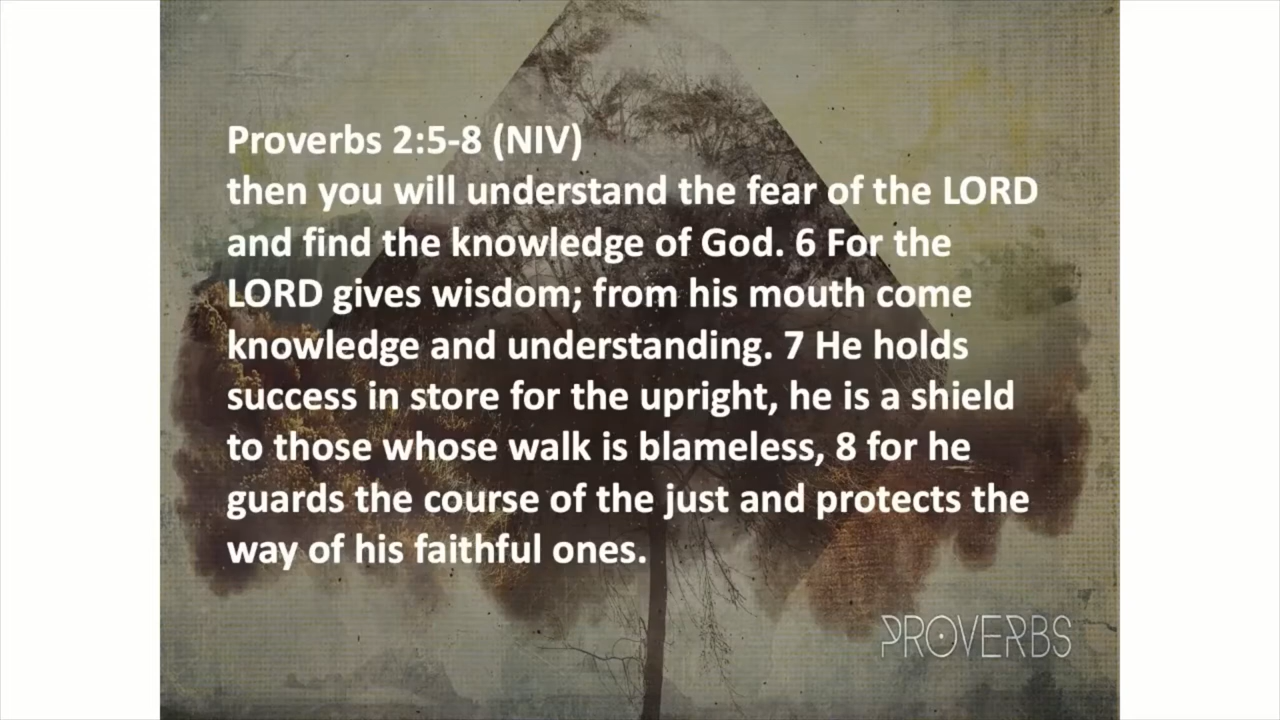 Proverbs 2:5-8 (NIV)
then you will understand the fear of the LORD
and find the knowledge of God. 6 For the
LORD gives wisdom; from his mouth come
knowledge and understanding. 7 He holds
success in store for the upright, he is a shield
to those whose walk is blameless, 8 for he
guards the course of the just and protects the
way of his faithful ones.
PROVERBS